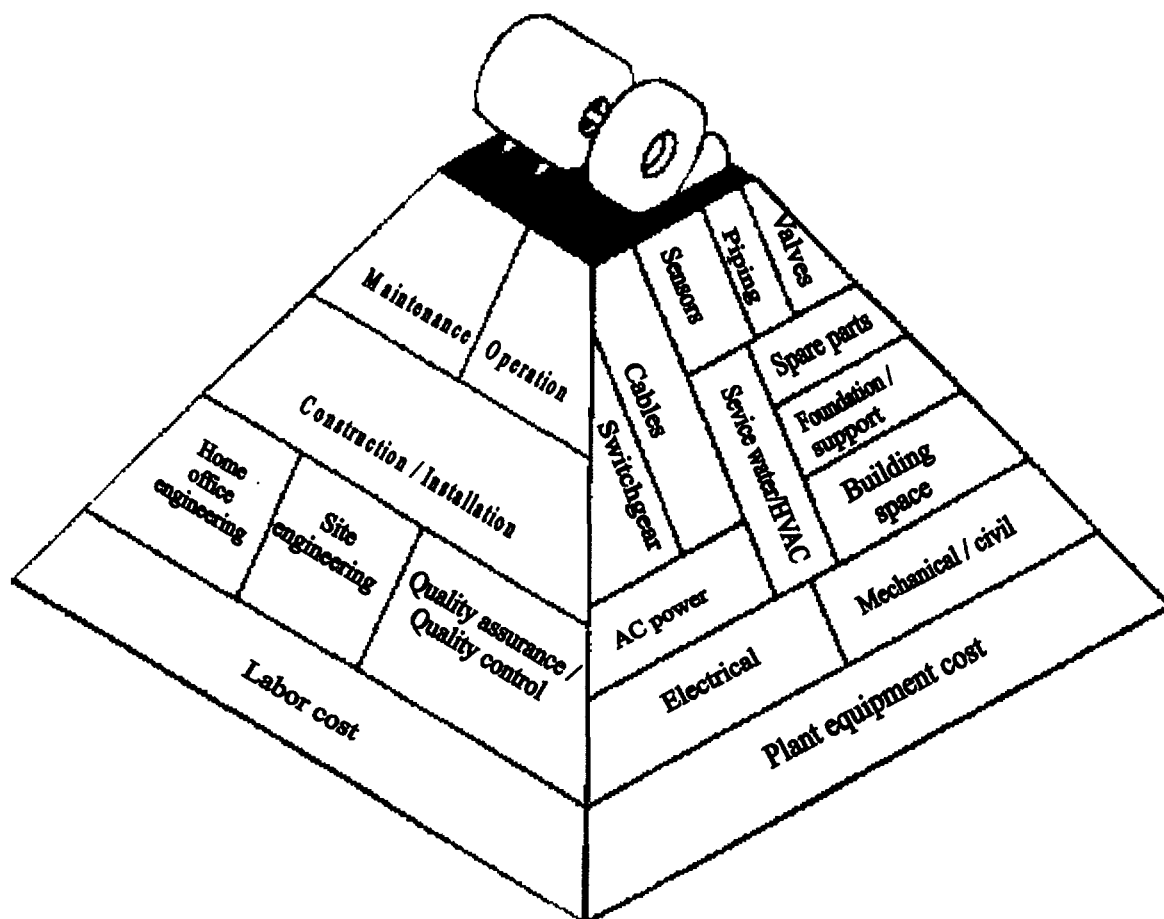 Maintenance
Operation
Construction / Installation
Home
office
engineering
Site
engineering
Quality assurance /
Quality control
Labor cost
Valves
Piping
Sensors
Cables
Switchgear
Sevice water/HVAC
Spare parts
Foundation /
support
Building
space
AC power
Mechanical / civil
Electrical
Plant equipment cost